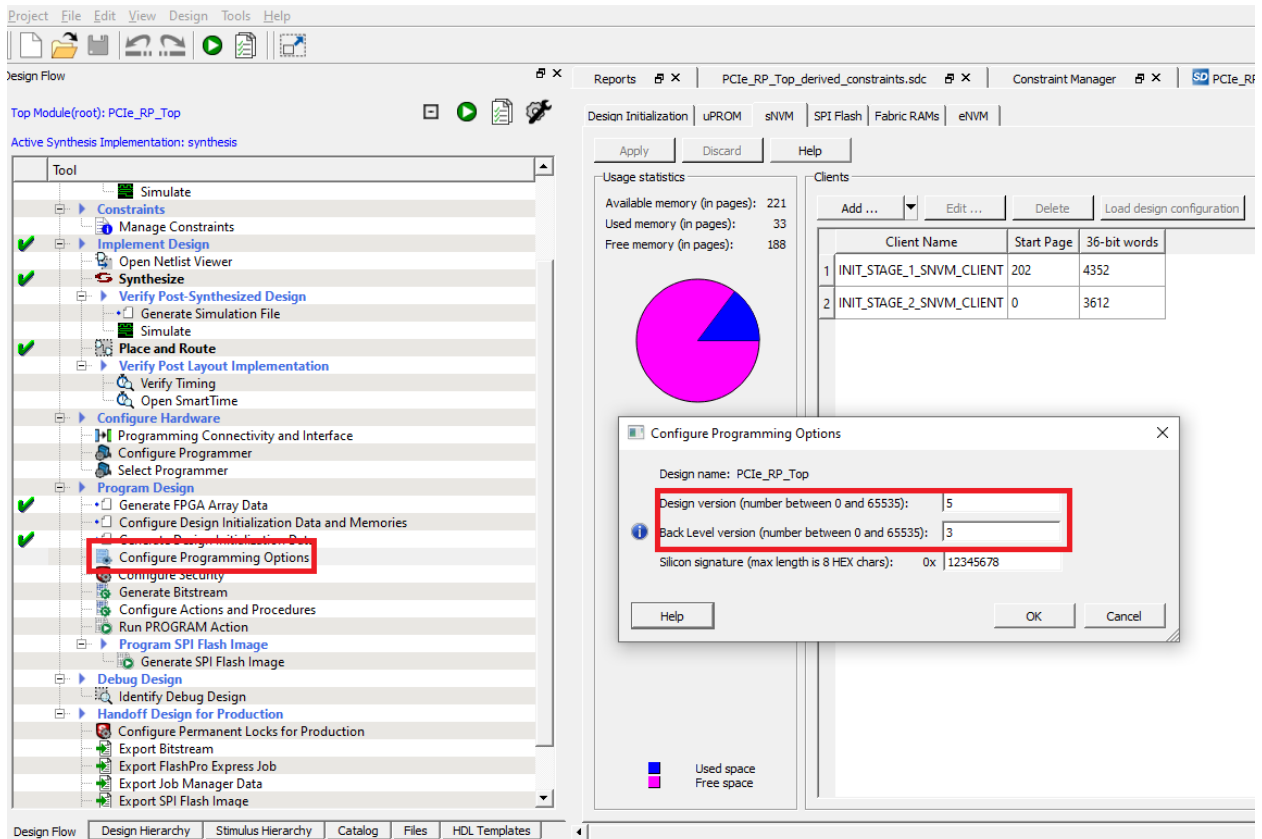 Project File Edit View Design Tools Help
Design Flow
Top Module(root): PCIe_RP_Top
Active Synthesis Implementation: synthesis
Tool
Simulate
Constraints
Manage Constraints
Implement Design
Open Netlist Viewer
Synthesize
Verify Post-Synthesized Design
Generate Simulation File
Simulate
Place and Route
Verify Post Layout Implementation
Verify Timing
Open SmartTime
Configure Hardware
Programming Connectivity and Interface
Configure Programmer
Select Programmer
Program Design
Generate FPGA Array Data
Configure Design Initialization Data and Memories
Generate Design Initialization Data
Configure Programming Options
Configure Security
Generate Bitstream
Configure Actions and Procedures
Run PROGRAM Action
Program SPI Flash Image
Generate SPI Flash Image
Debug Design
Identify Debug Design
Handoff Design for Production
Configure Permanent Locks for Production
Export Bitstream
Export FlashPro Express Job
Export Job Manager Data
Export SPI Flash Image
Design Flow Design Hierarchy Stimulus Hierarchy Catalog Files HDL Templates
Reports PCIe_RP_Top_derived_constraints.sdc Constraint Manager SD PCIe_RP
Design Initialization uPROM sNVM SPI Flash Fabric RAMs eNVM
Apply Discard Help
Usage statistics
Available memory (in pages): 221
Used memory (in pages): 33
Free memory (in pages): 188
Used space
Free space
Clients
Add ... Edit ... Delete Load design configuration
Client Name Start Page 36-bit words
1 INIT_STAGE_1_SNVM_CLIENT 202 4352
2 INIT_STAGE_2_SNVM_CLIENT 0 3612
Configure Programming Options
Design name: PCIe_RP_Top
Design version (number between 0 and 65535): 5
Back Level version (number between 0 and 65535): 3
Silicon signature (max length is 8 HEX chars): 0x 12345678
Help OK Cancel